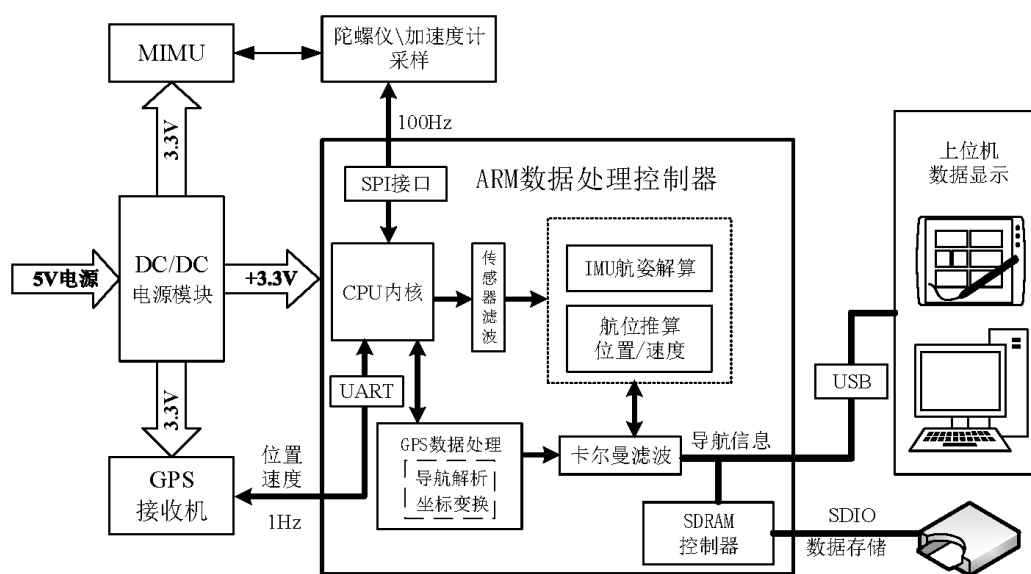 MIMU
陀螺仪\加速度计
采样
3.3V
100Hz
SPI接口
ARM数据处理控制器
上位机
数据显示
5V电源
DC/DC
电源模块
+3.3V
CPU内核
传感器滤波
IMU航姿解算
航位推算
位置/速度
UART
USB
3.3V
GPS
接收机
位置
速度
1Hz
GPS数据处理
导航解析
坐标变换
卡尔曼滤波
导航信息
SDRAM
控制器
SDIO
数据存储